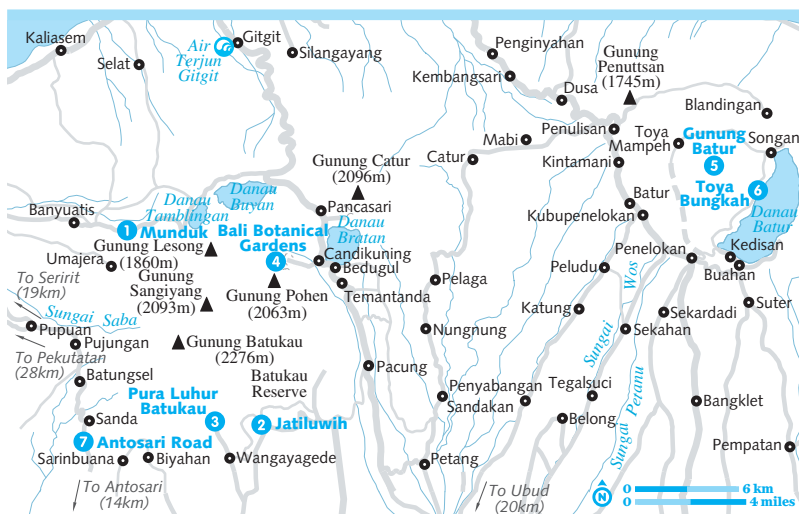 Kaliasem
Selat
Air
Terjun
Gitgit
Gitgit
Silangayang
Penginyahan
Kembangsari
Dusa
Gunung
Penuttsan
(1745m)
Blandingan
Penulisan
Toya
Mampeh
Gunung
Batur
5
Songan
Mabi
Catur
Kintamani
Toya
Bungkah
6
Danau
Batur
Gunung Catur
(2096m)
Danau
Buyan
Danau
Tamblingan
Pancasari
Danau
Bratan
Batur
Kubupenelokan
Banyuatis
1
Munduk
Bali Botanical
Gardens
4
Gunung Lesong
(1860m)
Umajera
Candikuning
Bedugul
Temantanda
Penelokan
Kedisan
Buahan
To Seririt
(19km)
Gunung
Sangiyang
(2093m)
Gunung Pohen
(2063m)
Pelaga
Peludu
Sungai Wos
Suter
Sungai Saba
Pupuan
Pujungan
To Pekutatan
(28km)
Gunung Batukau
(2276m)
Nungnung
Katung
Sekahan
Sekardadi
Batungsel
Batukau
Reserve
Pacung
Pura Luhur
Batukau
3
2
Jatiluwih
Penyabangan
Sandakan
Tegalsuci
Sungai Peranu
Bangklet
Sanda
7
Antosari Road
Belong
Pempatan
Sarinbuana
Biyahan
Wangayagede
Petang
To Antosari
(14km)
To Ubud
(20km)
N
0 6 km
0 4 miles